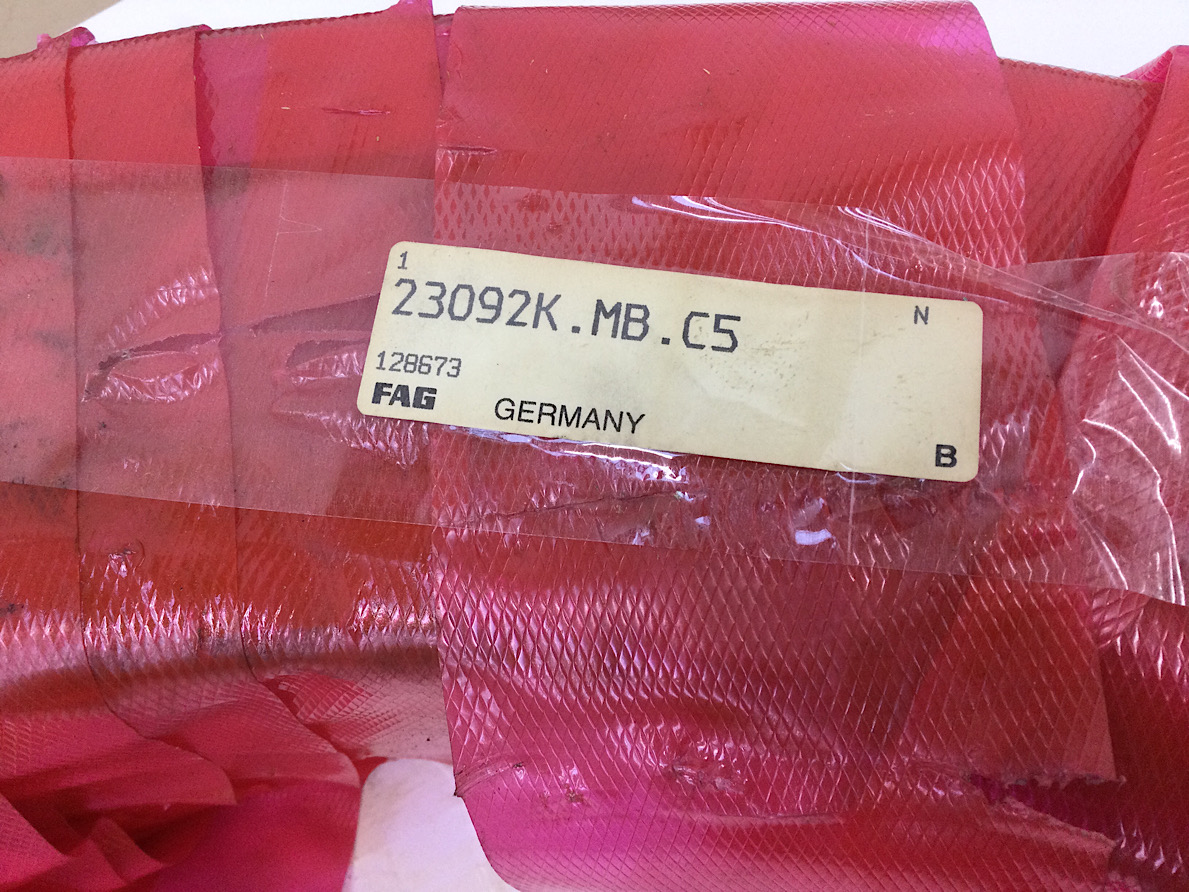 1
N
23092K.MB.C5
128673
FAG
GERMANY
B